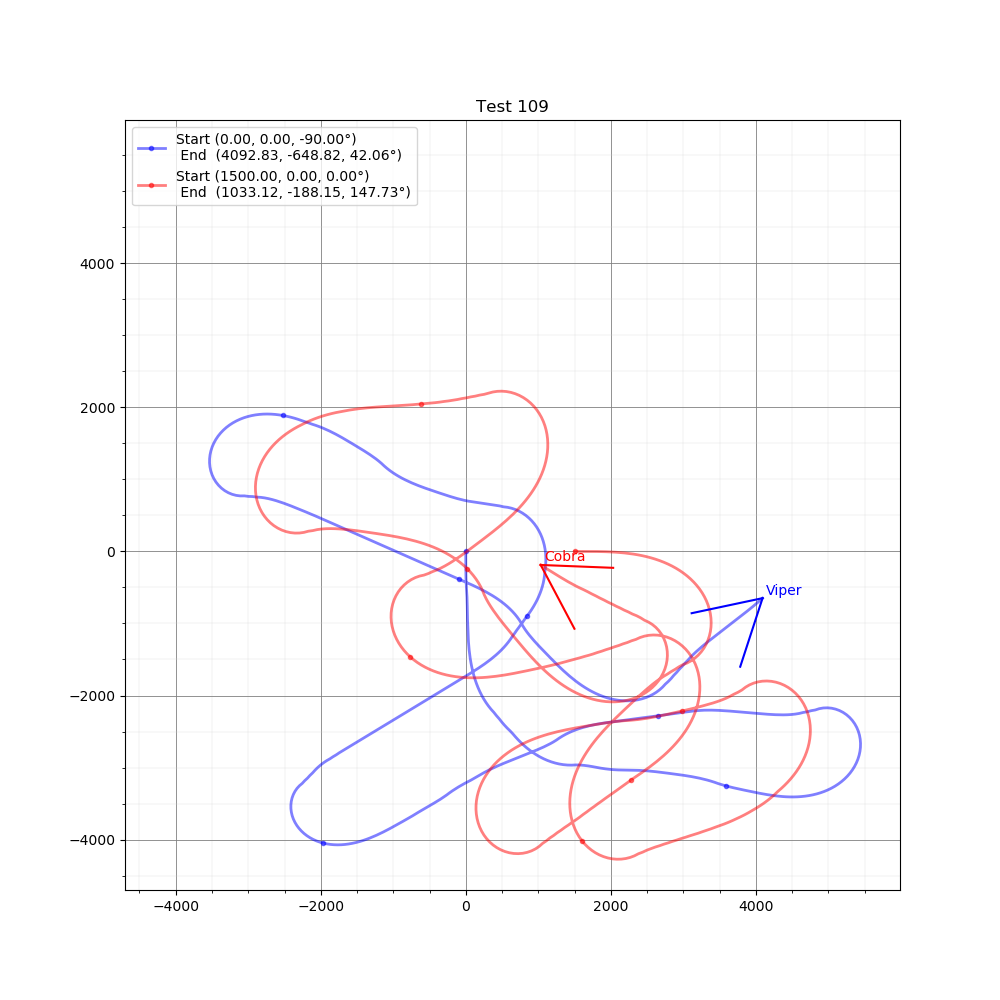 Test 109
Start (0.00, 0.00, -90.00°)
End (4092.83, -648.82, 42.06°)
Start (1500.00, 0.00, 0.00°)
End (1033.12, -188.15, 147.73°)
4000
2000
0
−2000
−4000
Cobra
Viper
−4000 −2000 0 2000 4000